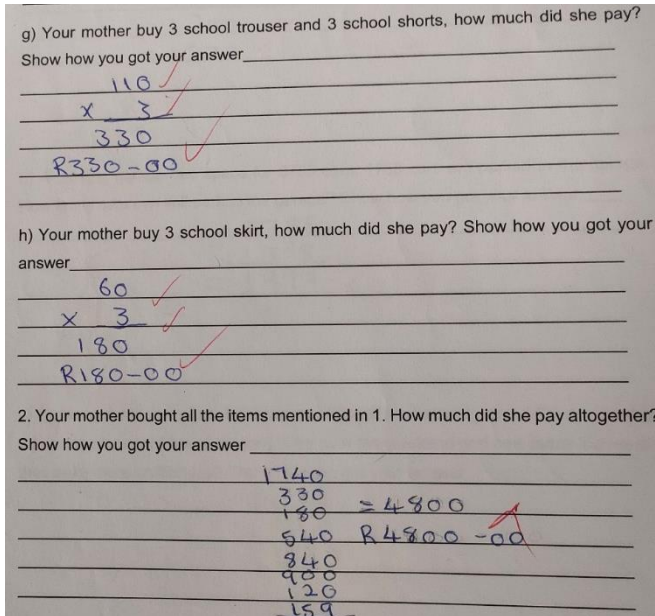 g) Your mother buy 3 school trouser and 3 school shorts, how much did she pay?
Show how you got your answer
110
x 3
330
R330-00
h) Your mother buy 3 school skirt, how much did she pay? Show how you got your
answer
60
x 3
180
R180-00
2. Your mother bought all the items mentioned in 1. How much did she pay altogether?
Show how you got your answer
1740
330
180 = 4800
540 R4800-00
840
900
120
159